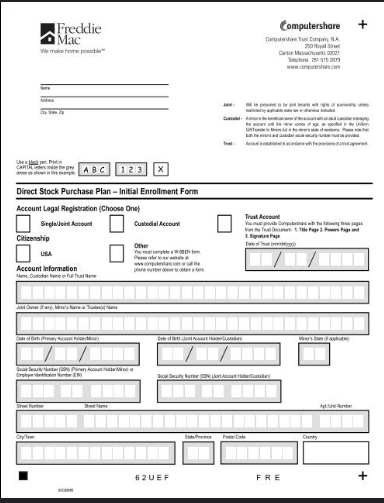 Freddie
Mac
We make home possible℠
Computershare
Computershare Trust Company, N.A.
250 Royall Street
Canton Massachusetts 02021
Telephone 781 575 2879
www.computershare.com
Name
Address
City, State, Zip
Joint - Will be presumed to be joint tenants with rights of survivorship unless
restricted by applicable state law or otherwise indicated.
Custodial - A minor is the beneficial owner of the account with an adult custodian managing
the account until the minor comes of age, as specified in the Uniform
Gift/Transfer to Minors Act in the minor's state of residence. Please note that
both the minor's and custodian social security number must be provided.
Trust - Account is established in accordance with the provisions of a trust agreement.
Use a black pen. Print in
CAPITAL letters inside the grey
areas as shown in this example.
A B C 1 2 3 X
Direct Stock Purchase Plan – Initial Enrollment Form
Account Legal Registration (Choose One)
Single/Joint Account
Custodial Account
Trust Account
You must provide Computershare with the following three pages
from the Trust Document: 1. Title Page 2. Powers Page and
3. Signature Page
Date of Trust (mm/dd/yyyy)
Citizenship
USA
Other
You must complete a W-8BEN form.
Please refer to our website at
www.computershare.com or call the
phone number above to obtain a form.
Account Information
Name, Custodian Name or Full Trust Name
Joint Owner (if any), Minor's Name or Trustee(s) Name
Date of Birth (Primary Account Holder/Minor)
Date of Birth (Joint Account Holder/Custodian)
Minor's State (if applicable)
Social Security Number (SSN) (Primary Account Holder/Minor) or
Employer Identification Number (EIN)
Social Security Number (SSN) (Joint Account Holder/Custodian)
Street Number
Street Name
Apt./Unit Number
City/Town
State/Province
Postal Code
Country
6 2 U E F
F R E